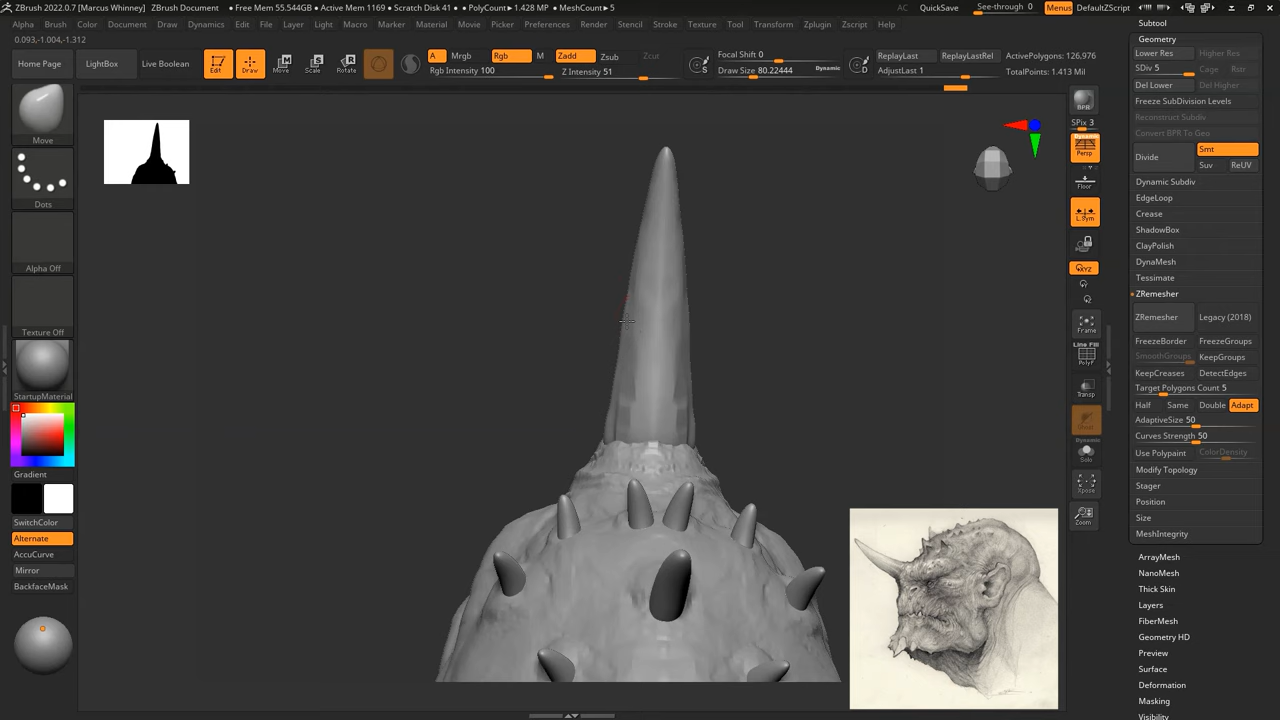 ZBrush 2022.0.7 [Marcus Whinney] ZBrush Document • Free Mem 55.544GB • Active Mem 1169 • Scratch Disk 41 • PolyCount► 1.428 MP • MeshCount► 5
AC QuickSave See-through 0 Menus DefaultZScript
Alpha Brush Color Document Draw Dynamics Edit File Layer Light Macro Marker Material Movie Picker Preferences Render Stencil Stroke Texture Tool Transform Zplugin Zscript Help
0.093,-1.004,-1.312
Home Page LightBox Live Boolean Edit Draw Move Scale Rotate
A Mrgb Rgb M Zadd Zsub Zcut
Rgb Intensity 100 Z Intensity 51
Focal Shift 0
Draw Size 80.22444 Dynamic
S
D
ReplayLast ReplayLastRel ActivePolygons: 126,976
AdjustLast 1 TotalPoints: 1.413 Mil
Move
Dots
Alpha Off
Texture Off
StartupMaterial
Gradient
SwitchColor
Alternate
AccuCurve
Mirror
BackfaceMask
BPR
SPix 3
Dynamic
Persp
Floor
L.Sym
XYZ
Frame
Line Fill
PolyF
Transp
Dynamic
Solo
Xpose
Zoom
Subtool
Geometry
Lower Res Higher Res
SDiv 5 Cage Rstr
Del Lower Del Higher
Freeze SubDivision Levels
Reconstruct Subdiv
Convert BPR To Geo
Divide Smt
Suv ReUV
Dynamic Subdiv
EdgeLoop
Crease
ShadowBox
ClayPolish
DynaMesh
Tessimate
ZRemesher
ZRemesher Legacy (2018)
FreezeBorder FreezeGroups
SmoothGroups KeepGroups
KeepCreases DetectEdges
Target Polygons Count 5
Half Same Double Adapt
AdaptiveSize 50
Curves Strength 50
Use Polypaint ColorDensity
Modify Topology
Stager
Position
Size
MeshIntegrity
ArrayMesh
NanoMesh
Thick Skin
Layers
FiberMesh
Geometry HD
Preview
Surface
Deformation
Masking
Visibility